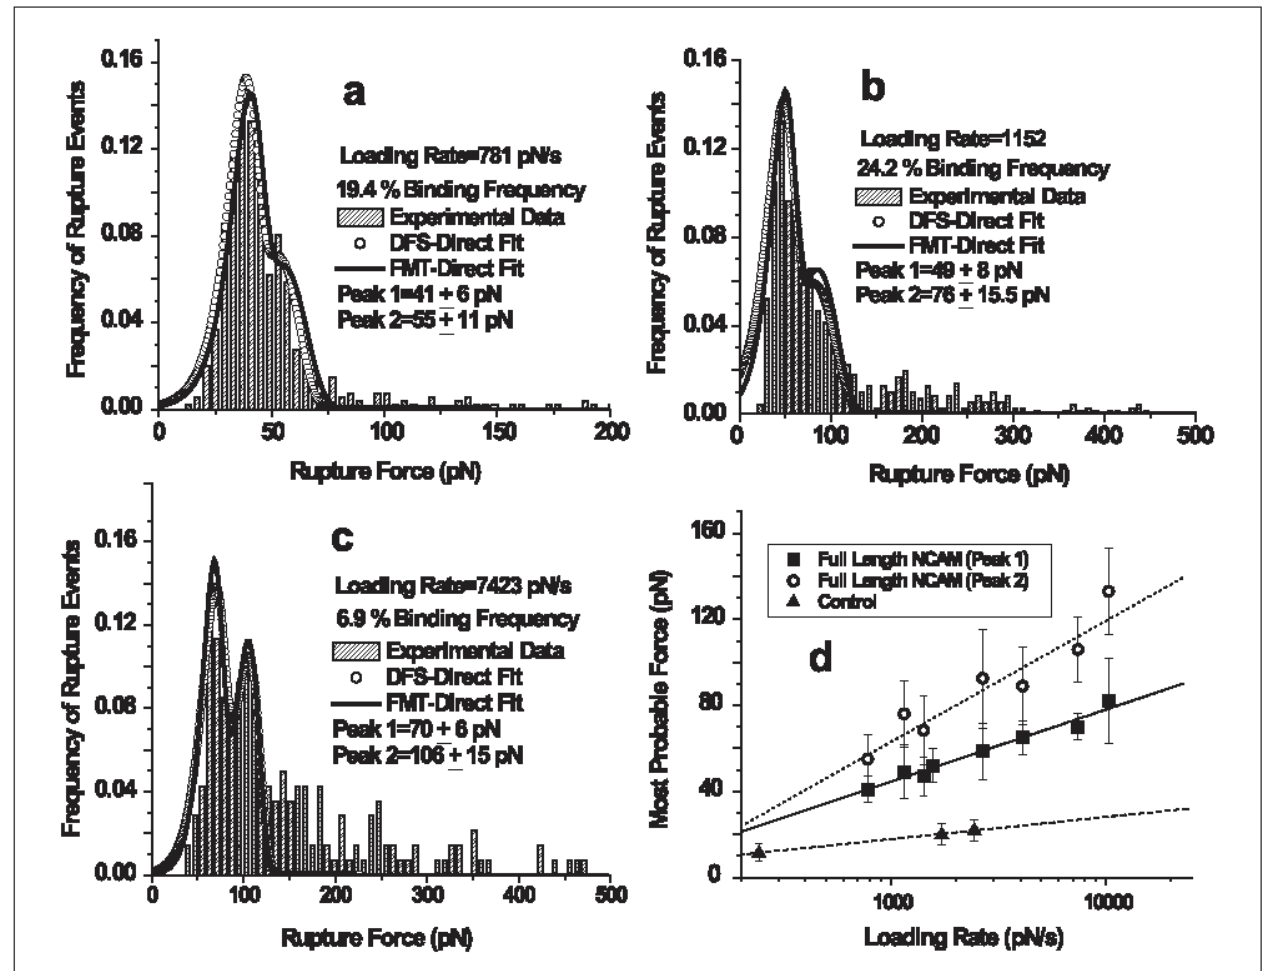 a
Frequency of Rupture Events
0.16
0.12
0.08
0.04
0.00
Loading Rate=781 pN/s
19.4 % Binding Frequency
Experimental Data
DFS-Direct Fit
FMT-Direct Fit
Peak 1=41 ± 6 pN
Peak 2=55 ± 11 pN
0 50 100 150 200
Rupture Force (pN)
b
Frequency of Rupture Events
0.16
0.12
0.08
0.04
0.00
Loading Rate=1152
24.2 % Binding Frequency
Experimental Data
DFS-Direct Fit
FMT-Direct Fit
Peak 1=49 ± 8 pN
Peak 2=76 ± 15.5 pN
0 100 200 300 400 500
Rupture Force (pN)
c
Frequency of Rupture Events
0.16
0.12
0.08
0.04
0.00
Loading Rate=7423 pN/s
6.9 % Binding Frequency
Experimental Data
DFS-Direct Fit
FMT-Direct Fit
Peak 1=70 ± 6 pN
Peak 2=106 ± 15 pN
0 100 200 300 400 500
Rupture Force (pN)
d
Most Probable Force (pN)
160
120
80
40
0
Full Length NCAM (Peak 1)
Full Length NCAM (Peak 2)
Control
1000 10000
Loading Rate (pN/s)